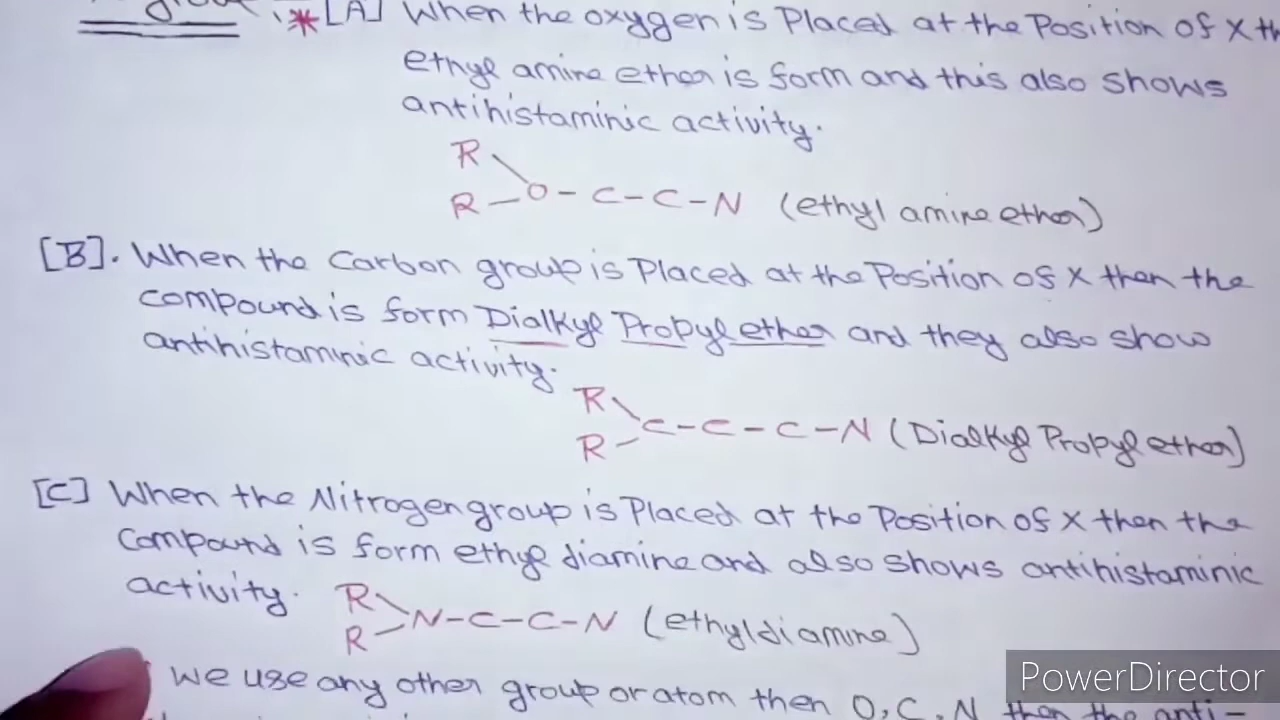 * [A] When the oxygen is Placed at the Position of X th
ethyl amine ether is form and this also shows
antihistaminic activity.
R
R - O - C - C - N (ethyl amine ether)
[B]. When the Carbon group is Placed at the Position of X then the
compound is form Dialkyl Propyl ether and they also show
antihistaminic activity.
R
R - C - C - C - N (Dialkyl Propyl ether)
[C] When the Nitrogen group is Placed at the Position of X then the
Compound is form ethyl diamine and also shows antihistaminic
activity.
R
R - N - C - C - N (ethyldiamine)
we use any other group or atom then O, C, N then the anti-
PowerDirector